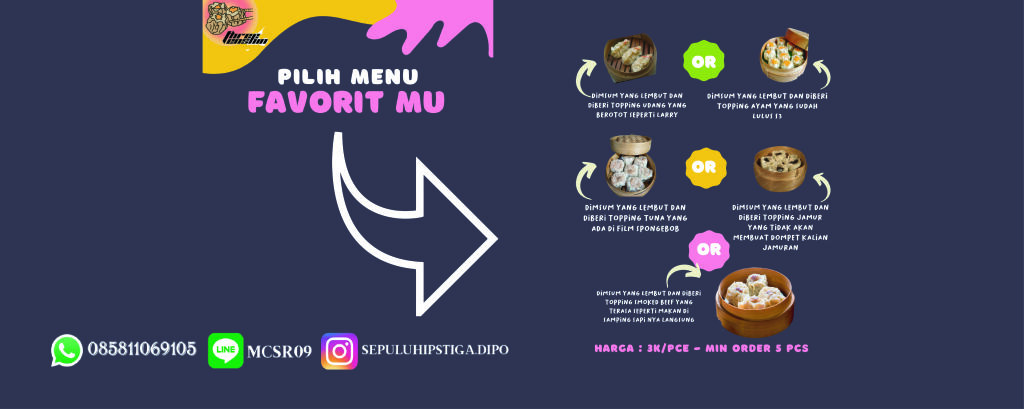 three
PILIH MENU
FAVORIT MU
085811069105
LINE
MCSR09
SEPULUHIPSTIGA.DIPO
OR
DIMSUM YANG LEMBUT DAN
DIBERI TOPPING UDANG YANG
BEROTOT SEPERTI LARRY
DIMSUM YANG LEMBUT DAN DIBERI
TOPPING AYAM YANG SUDAH
LULUS S3
OR
DIMSUM YANG LEMBUT DAN
DIBERI TOPPING TUNA YANG
ADA DI FILM SPONGEBOB
DIMSUM YANG LEMBUT DAN
DIBERI TOPPING JAMUR
YANG TIDAK AKAN
MEMBUAT DOMPET KALIAN
JAMURAN
OR
DIMSUM YANG LEMBUT DAN DIBERI
TOPPING SMOKED BEEF YANG
TERASA SEPERTI MAKAN DI
SAMPING SAPI NYA LANGSUNG
HARGA : 3K/PCE - MIN ORDER 5 PCS